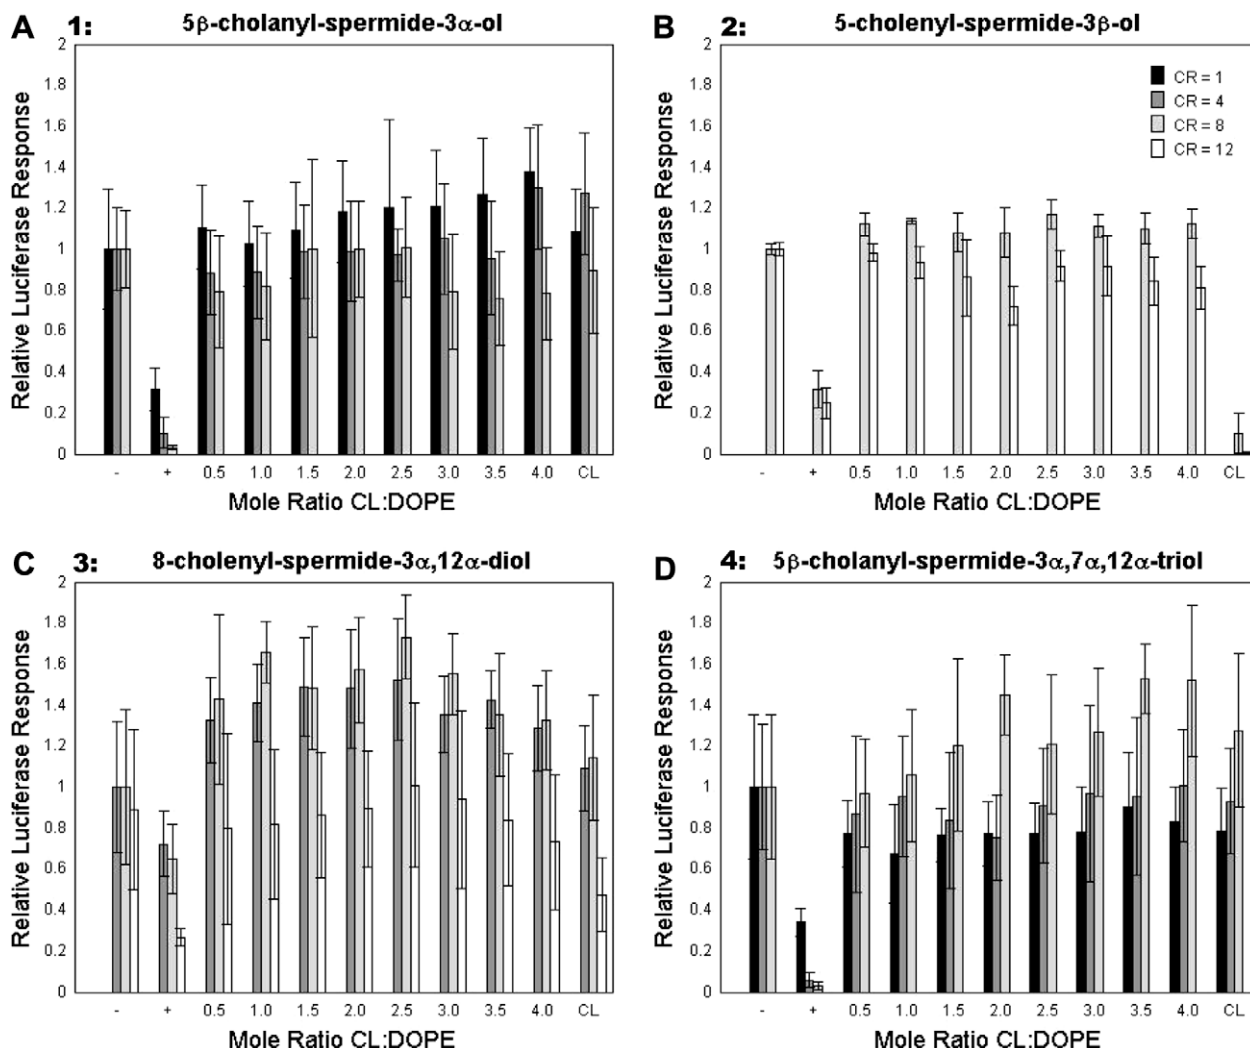 A 1: 5β-cholanyl-spermide-3α-ol
Relative Luciferase Response
2
1.8
1.6
1.4
1.2
1
0.8
0.6
0.4
0.2
0
- + 0.5 1.0 1.5 2.0 2.5 3.0 3.5 4.0 CL
Mole Ratio CL:DOPE
B 2: 5-cholenyl-spermide-3β-ol
Relative Luciferase Response
2
1.8
1.6
1.4
1.2
1
0.8
0.6
0.4
0.2
0
CR = 1
CR = 4
CR = 8
CR = 12
- + 0.5 1.0 1.5 2.0 2.5 3.0 3.5 4.0 CL
Mole Ratio CL:DOPE
C 3: 8-cholenyl-spermide-3α,12α-diol
Relative Luciferase Response
2
1.8
1.6
1.4
1.2
1
0.8
0.6
0.4
0.2
0
- + 0.5 1.0 1.5 2.0 2.5 3.0 3.5 4.0 CL
Mole Ratio CL:DOPE
D 4: 5β-cholanyl-spermide-3α,7α,12α-triol
Relative Luciferase Response
2
1.8
1.6
1.4
1.2
1
0.8
0.6
0.4
0.2
0
- + 0.5 1.0 1.5 2.0 2.5 3.0 3.5 4.0 CL
Mole Ratio CL:DOPE